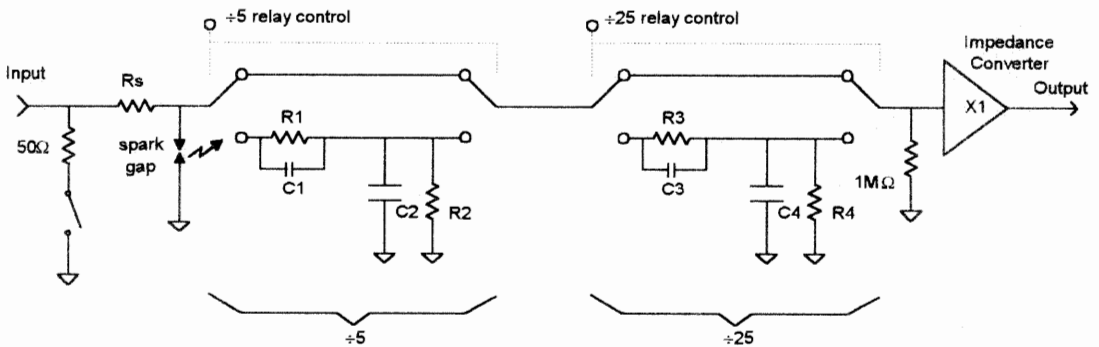 ÷5 relay control
÷25 relay control
Impedance
Converter
Input
Rs
Output
X1
R1
R3
50Ω
spark
gap
1MΩ
C1
C3
C2
R2
C4
R4
÷5
÷25